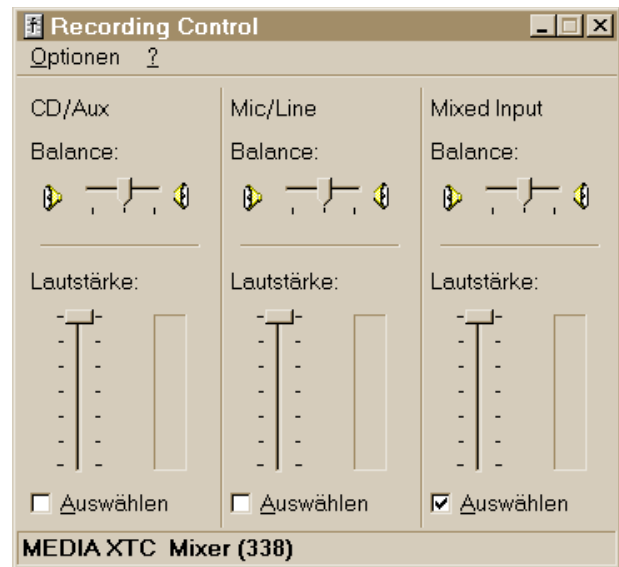 Recording Control
Optionen ?
CD/Aux Mic/Line Mixed Input
Balance: Balance: Balance:
Lautstärke: Lautstärke: Lautstärke:
Auswählen Auswählen Auswählen
MEDIA XTC Mixer (338)